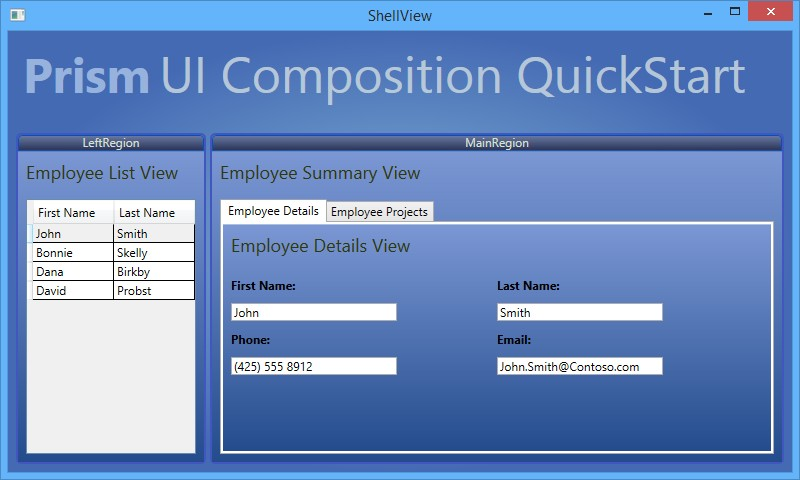 ShellView
Prism UI Composition QuickStart
LeftRegion
Employee List View
First Name Last Name
John Smith
Bonnie Skelly
Dana Birkby
David Probst
MainRegion
Employee Summary View
Employee Details Employee Projects
Employee Details View
First Name: Last Name:
John Smith
Phone: Email:
(425) 555 8912 John.Smith@Contoso.com